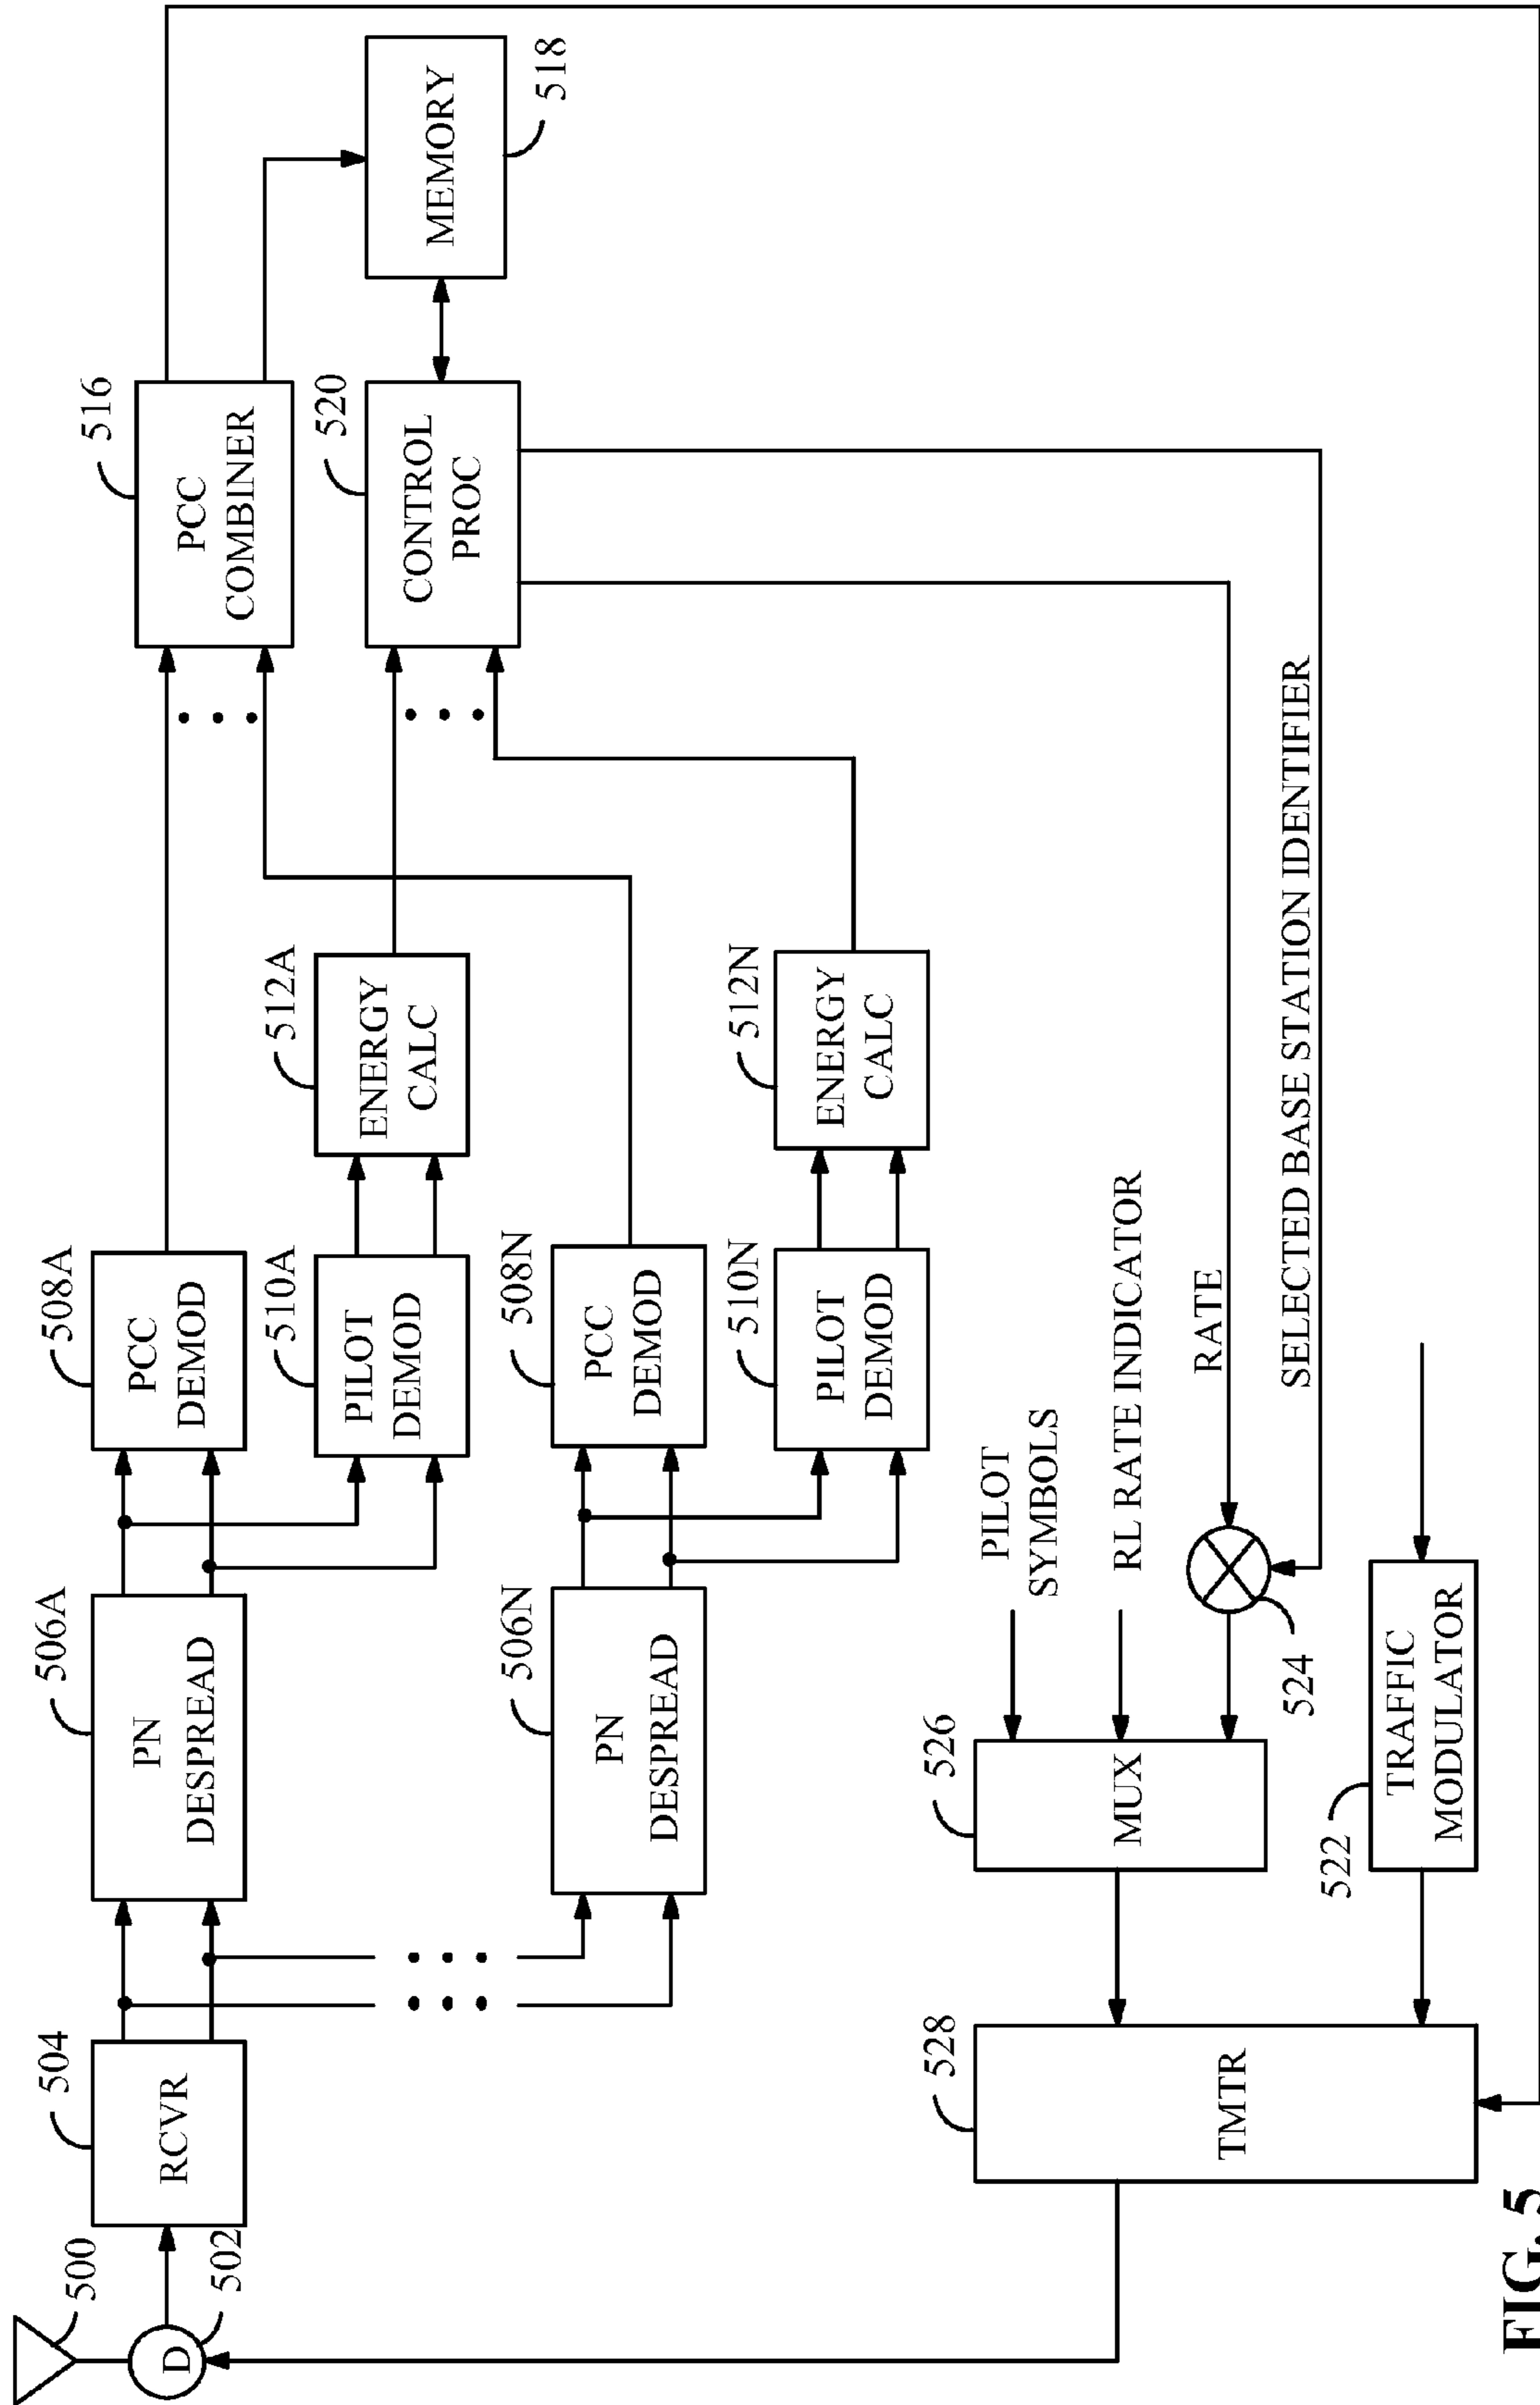 500
D
502
504
RCVR
506A
PN
DESPREAD
508A
PCC
DEMOD
510A
PILOT
DEMOD
512A
ENERGY
CALC
516
PCC
COMBINER
520
CONTROL
PROC
MEMORY
518
506N
PN
DESPREAD
508N
PCC
DEMOD
510N
PILOT
DEMOD
512N
ENERGY
CALC
528
TMTR
526
MUX
PILOT
SYMBOLS
RL RATE INDICATOR
RATE
SELECTED BASE STATION IDENTIFIER
524
522
TRAFFIC
MODULATOR
FIG. 5